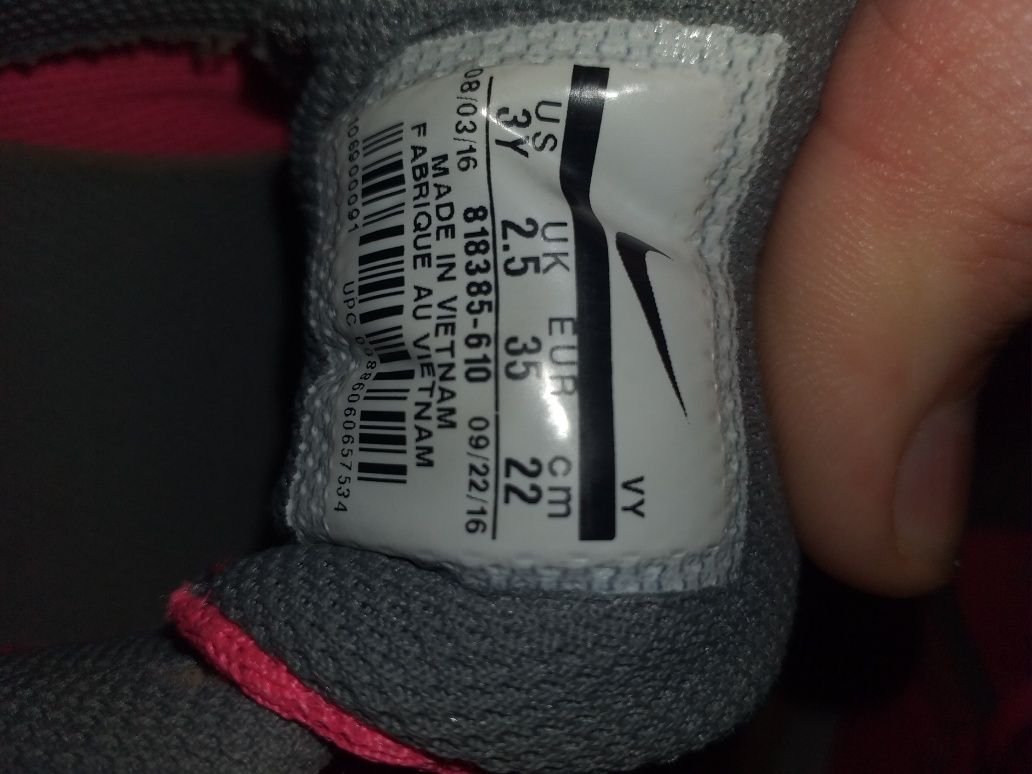 VY
US UK EUR cm
3Y 2.5 35 22
08/03/16 818385-610 09/22/16
MADE IN VIETNAM
FABRIQUE AU VIETNAM
UPC